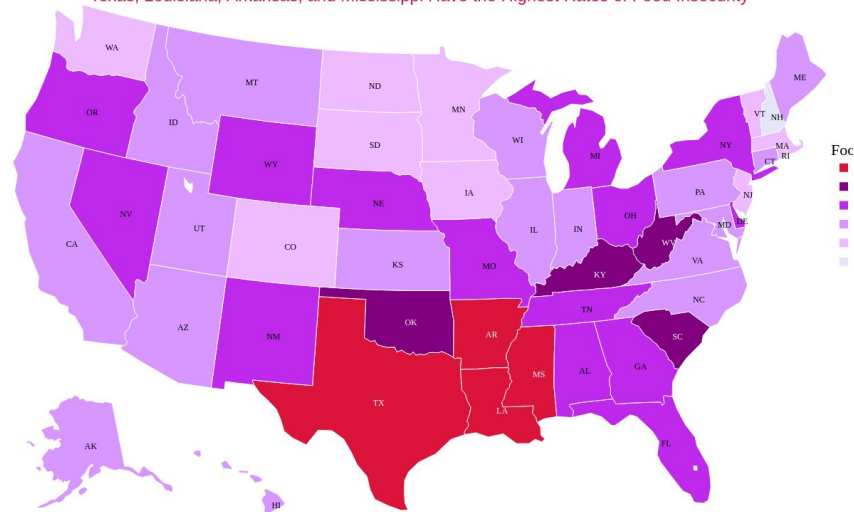 Texas, Louisiana, Arkansas, and Mississippi Have the Highest Rates of Food Insecurity
WA
ME
MT
ND
MN
OR
VT
NH
ID
WI
NY
MA
SD
Foo
MI
RI
CT
WY
IA
PA
NJ
NE
NV
OH
DE
MD
UT
IL
IN
CA
WV
CO
VA
KS
MO
KY
NC
TN
OK
AZ
AR
NM
SC
GA
AL
MS
TX
LA
FL
AK
HI